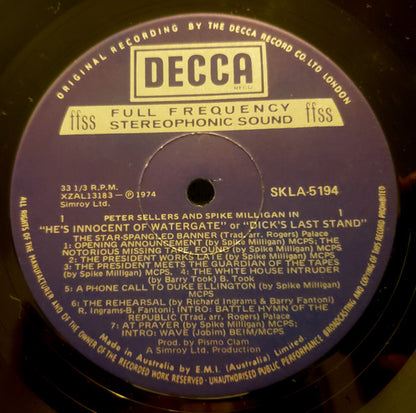 ORIGINAL RECORDING BY THE DECCA RECORD CO. LTD LONDON
DECCA
ffss FULL FREQUENCY ffss
STEREOPHONIC SOUND
33 1/3 R.P.M.
XZAL13183 - Ⓟ 1974
Simroy Ltd.
SKLA-5194
1 PETER SELLERS AND SPIKE MILLIGAN IN 1
"HE'S INNOCENT OF WATERGATE" or "DICK'S LAST STAND"
THE STAR-SPANGLED BANNER (Trad. arr. Rogers) Palace
1: OPENING ANNOUNCEMENT (by Spike Milligan) MCPS; THE
NOTORIOUS MISSING TAPE, FOUND (by Spike Milligan) MCPS
2: THE PRESIDENT WORKS LATE (by Spike Milligan) MCPS
3: THE PRESIDENT MEETS THE GUARDIAN OF THE TAPES
(by Spike Milligan) MCPS. 4: THE WHITE HOUSE INTRUDER
(by Barry Took) B. Took
5: A PHONE CALL TO DUKE ELLINGTON (by Spike Milligan)
MCPS
6: THE REHEARSAL (by Richard Ingrams & Barry Fantoni)
R. Ingrams-B. Fantoni; INTRO: BATTLE HYMN OF THE
REPUBLIC (Trad. arr. Rogers) Palace
7: AT PRAYER (by Spike Milligan) MCPS;
INTRO: WAVE (Jobim) BEIM/MCPS
Prod. by Pismo Clam
A Simroy Ltd. Production
Made in Australia by E.M.I. (Australia) Limited
ALL RIGHTS OF THE MANUFACTURER AND OF THE OWNER OF THE RECORDED WORK RESERVED · UNAUTHORISED PUBLIC PERFORMANCE, BROADCASTING AND COPYING OF THIS RECORD PROHIBITED